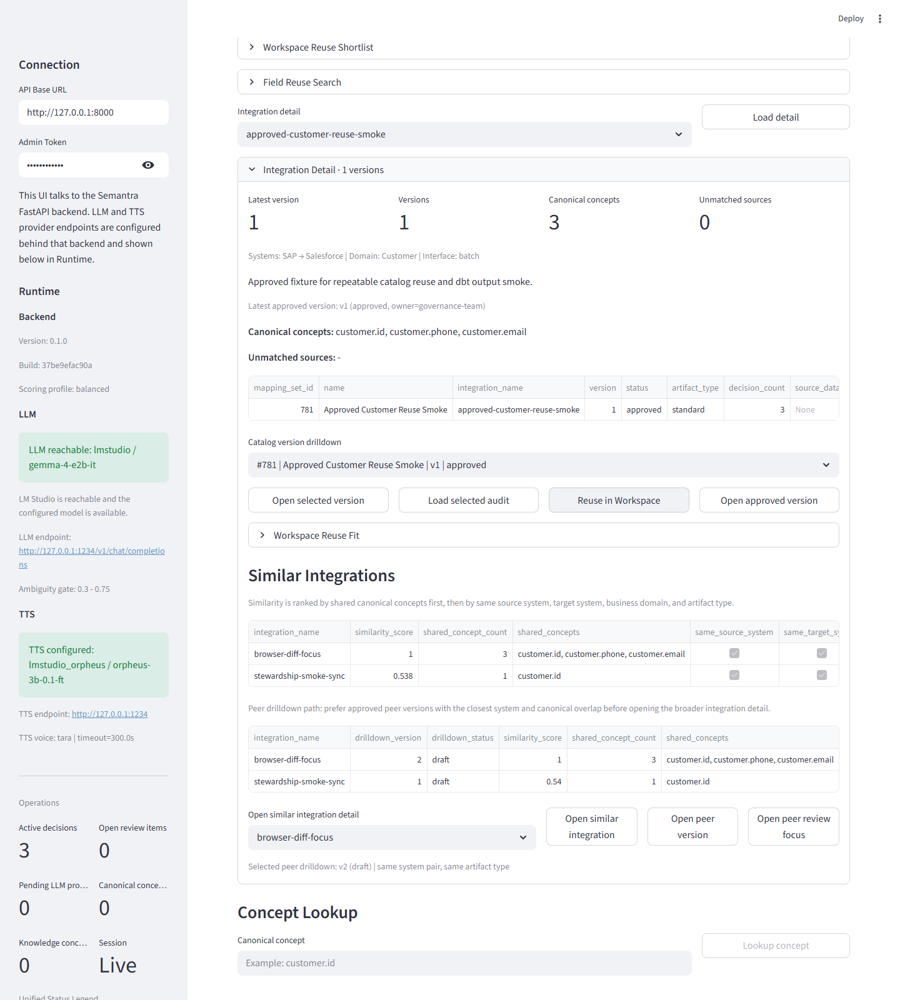 Deploy
Connection
API Base URL
http://127.0.0.1:8000
Admin Token
••••••••••••
This UI talks to the Semantra
FastAPI backend. LLM and TTS
provider endpoints are configured
behind that backend and shown
below in Runtime.
Runtime
Backend
Version: 0.1.0
Build: 37be9efac90a
Scoring profile: balanced
LLM
LLM reachable: lmstudio /
gemma-4-e2b-it
LM Studio is reachable and the
configured model is available.
LLM endpoint:
http://127.0.0.1:1234/v1/chat/completio
ns
Ambiguity gate: 0.3 - 0.75
TTS
TTS configured:
lmstudio_orpheus / orpheus-
3b-0.1-ft
TTS endpoint: http://127.0.0.1:1234
TTS voice: tara | timeout=300.0s
Operations
Active decisions Open review items
3 0
Pending LLM pro… Canonical conce…
0 0
Knowledge conc… Session
0 Live
Unified Status Legend
Workspace Reuse Shortlist
Field Reuse Search
Integration detail
approved-customer-reuse-smoke
Load detail
Integration Detail · 1 versions
Latest version Versions Canonical concepts Unmatched sources
1 1 3 0
Systems: SAP → Salesforce | Domain: Customer | Interface: batch
Approved fixture for repeatable catalog reuse and dbt output smoke.
Latest approved version: v1 (approved, owner=governance-team)
Canonical concepts: customer.id, customer.phone, customer.email
Unmatched sources: -
mapping_set_id name integration_name version status artifact_type decision_count source_data
781 Approved Customer Reuse Smoke approved-customer-reuse-smoke 1 approved standard 3 None
Catalog version drilldown
#781 | Approved Customer Reuse Smoke | v1 | approved
Open selected version Load selected audit Reuse in Workspace Open approved version
Workspace Reuse Fit
Similar Integrations
Similarity is ranked by shared canonical concepts first, then by same source system, target system, business domain, and artifact type.
integration_name similarity_score shared_concept_count shared_concepts same_source_system same_target_sy
browser-diff-focus 1 3 customer.id, customer.phone, customer.email
stewardship-smoke-sync 0.538 1 customer.id
Peer drilldown path: prefer approved peer versions with the closest system and canonical overlap before opening the broader integration detail.
integration_name drilldown_version drilldown_status similarity_score shared_concept_count shared_concepts
browser-diff-focus 2 draft 1 3 customer.id, customer.phone, customer.email
stewardship-smoke-sync 1 draft 0.54 1 customer.id
Open similar integration detail
browser-diff-focus
Open similar
integration
Open peer
version
Open peer review
focus
Selected peer drilldown: v2 (draft) | same system pair, same artifact type
Concept Lookup
Canonical concept
Example: customer.id
Lookup concept